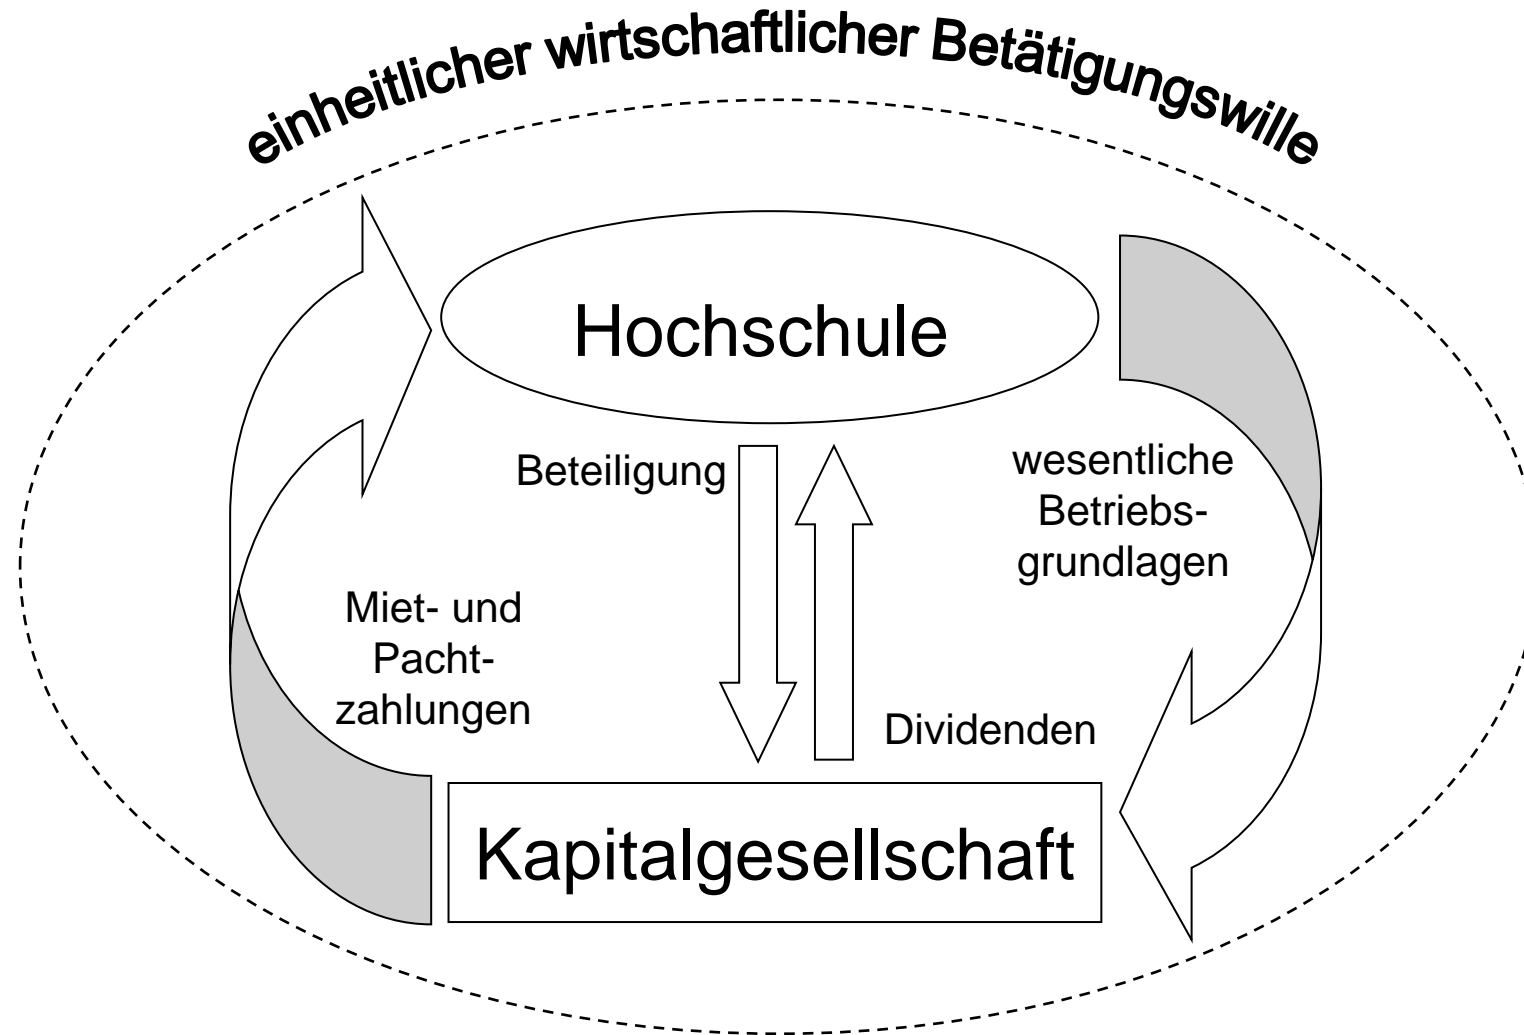 einheitlicher wirtschaftlicher Betätigungswille
Hochschule
Beteiligung
wesentliche
Betriebs-
grundlagen
Miet- und
Pacht-
zahlungen
Dividenden
Kapitalgesellschaft